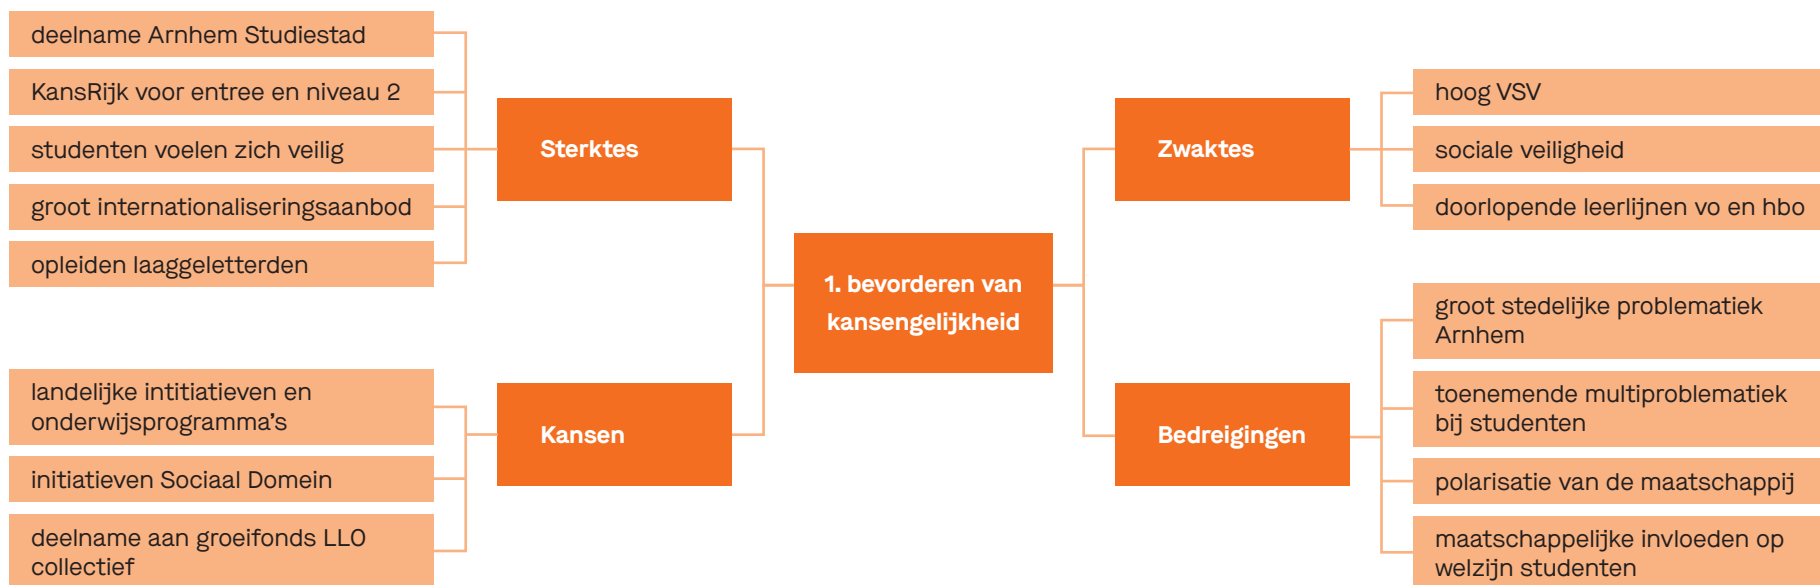 deelname Arnhem Studiestad
KansRijk voor entree en niveau 2
studenten voelen zich veilig
groot internationaliseringsaanbod
opleiden laaggeletterden
Sterktes
landelijke intitiatieven en
onderwijsprogramma's
initiatieven Sociaal Domein
deelname aan groeifonds LLO
collectief
Kansen
1. bevorderen van
kansengelijkheid
Zwaktes
hoog VSV
sociale veiligheid
doorlopende leerlijnen vo en hbo
Bedreigingen
groot stedelijke problematiek
Arnhem
toenemende multiproblematiek
bij studenten
polarisatie van de maatschappij
maatschappelijke invloeden op
welzijn studenten